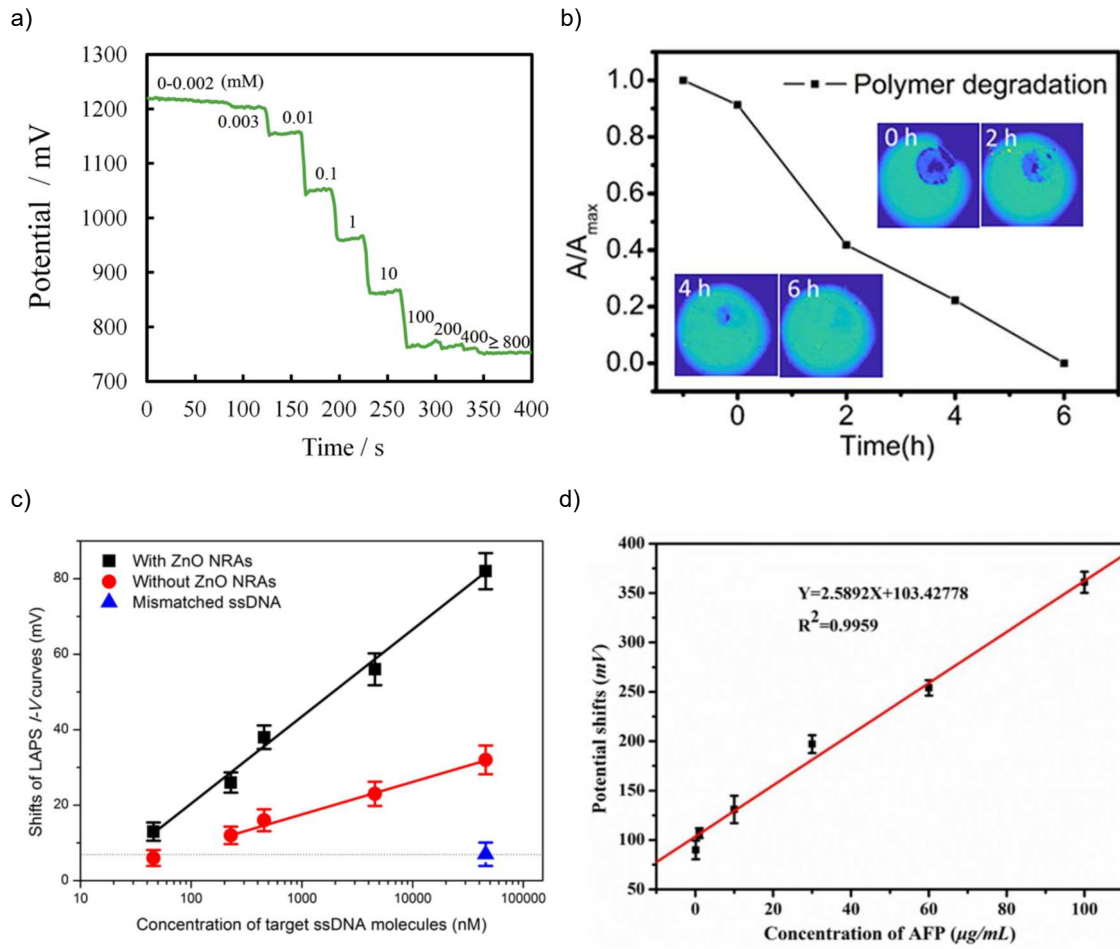 a)
1300
1200
1100
1000
900
800
700
Potential / mV
0-0.002 (mM)
0.003
0.01
0.1
1
10
100
200
400
≥ 800
0 50 100 150 200 250 300 350 400
Time / s
b)
1.0
0.8
0.6
0.4
0.2
0.0
A/Amax
Polymer degradation
0 h
2 h
4 h
6 h
0 2 4 6
Time(h)
c)
80
60
40
20
0
Shifts of LAPS I-V curves (mV)
With ZnO NRAs
Without ZnO NRAs
Mismatched ssDNA
10 100 1000 10000 100000
Concentration of target ssDNA molecules (nM)
d)
400
350
300
250
200
150
100
50
Potential shifts (mV)
Y=2.5892X+103.42778
R²=0.9959
0 20 40 60 80 100
Concentration of AFP (μg/mL)